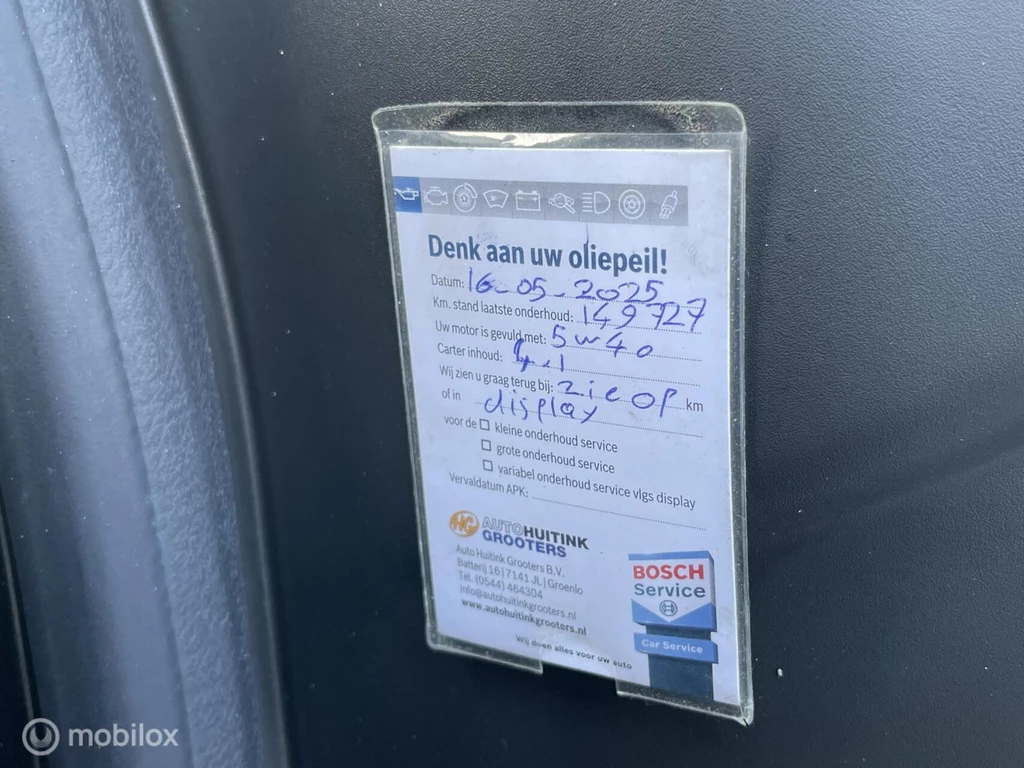 Denk aan uw oliepeil!
Datum: 16-05-2025
Km. stand laatste onderhoud: 149727
Uw motor is gevuld met: 5w40
Carter inhoud: 4.1
Wij zien u graag terug bij: zie op km
of in display
voor de kleine onderhoud service
grote onderhoud service
variabel onderhoud service vlgs display
Vervaldatum APK:
HG AUTOHUITINK
GROOTERS
Auto Huitink Grooters B.V.
Batterij 16 | 7141 JL | Groenlo
Tel. (0544) 464304
info@autohuitinkgrooters.nl
www.autohuitinkgrooters.nl
Wij doen alles voor uw auto
BOSCH
Service
Car Service
mobilox